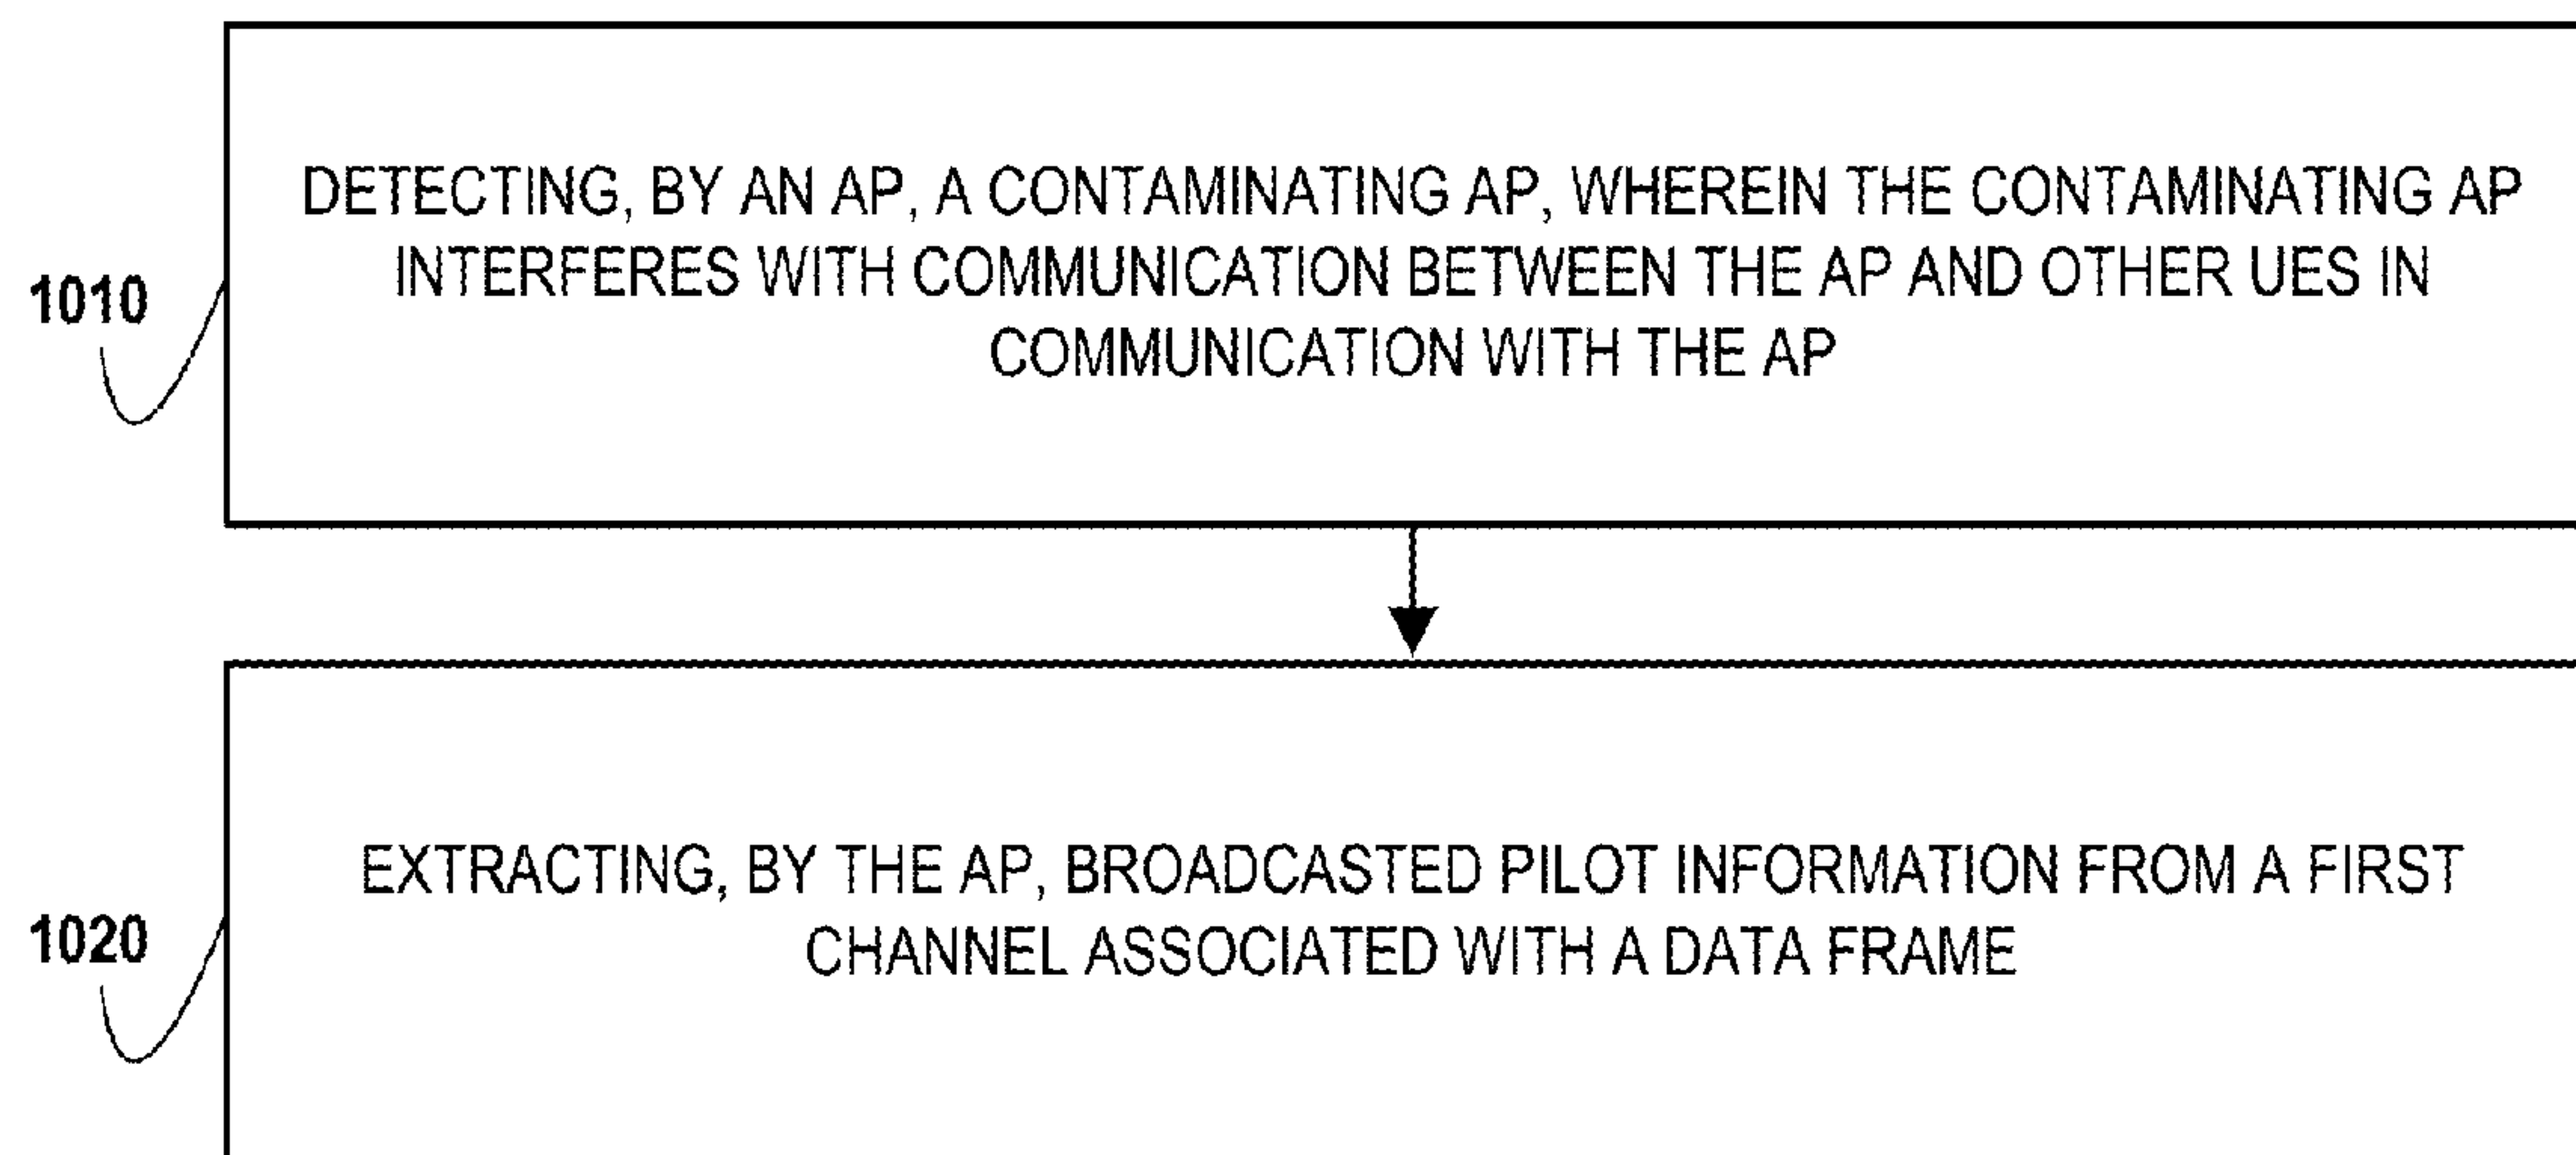 DETECTING, BY AN AP, A CONTAMINATING AP, WHEREIN THE CONTAMINATING AP
INTERFERES WITH COMMUNICATION BETWEEN THE AP AND OTHER UES IN
COMMUNICATION WITH THE AP
1010
EXTRACTING, BY THE AP, BROADCASTED PILOT INFORMATION FROM A FIRST
CHANNEL ASSOCIATED WITH A DATA FRAME
1020